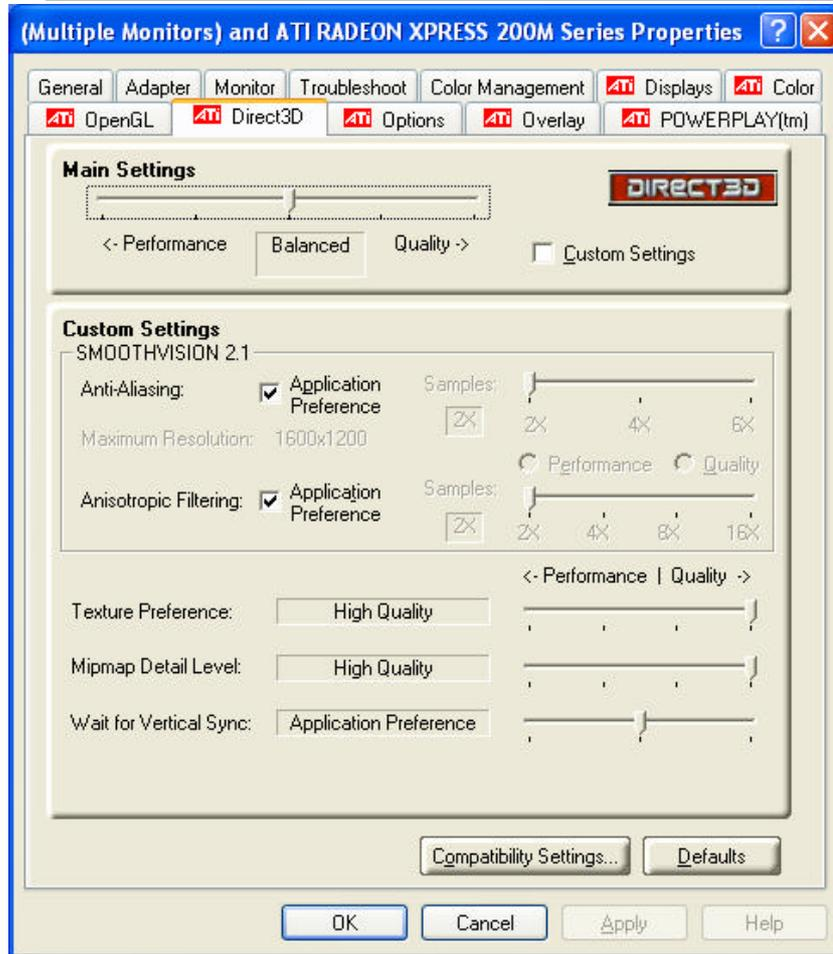 (Multiple Monitors) and ATI RADEON XPRESS 200M Series Properties
General Adapter Monitor Troubleshoot Color Management ATI Displays ATI Color
ATI OpenGL ATI Direct3D ATI Options ATI Overlay ATI POWERPLAY(tm)
Main Settings
DIRECT3D
<- Performance Balanced Quality ->
Custom Settings
Custom Settings
SMOOTHVISION 2.1
Anti-Aliasing: Application Preference Samples: 2X 2X 4X 6X
Maximum Resolution: 1600x1200
Performance Quality
Anisotropic Filtering: Application Preference Samples: 2X 2X 4X 8X 16X
<- Performance | Quality ->
Texture Preference: High Quality
Mipmap Detail Level: High Quality
Wait for Vertical Sync: Application Preference
Compatibility Settings... Defaults
OK Cancel Apply Help